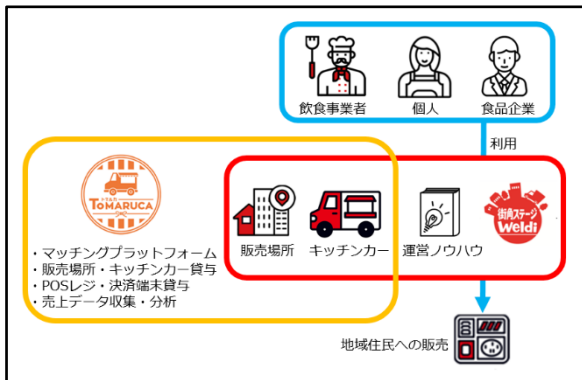 飲食事業者
個人
食品企業
利用
TOMARUCA
販売場所
キッチンカー
運営ノウハウ
街角ステージ
Weldi
・マッチングプラットフォーム
・販売場所・キッチンカー貸与
・POSレジ・決済端末貸与
・売上データ収集・分析
地域住民への販売